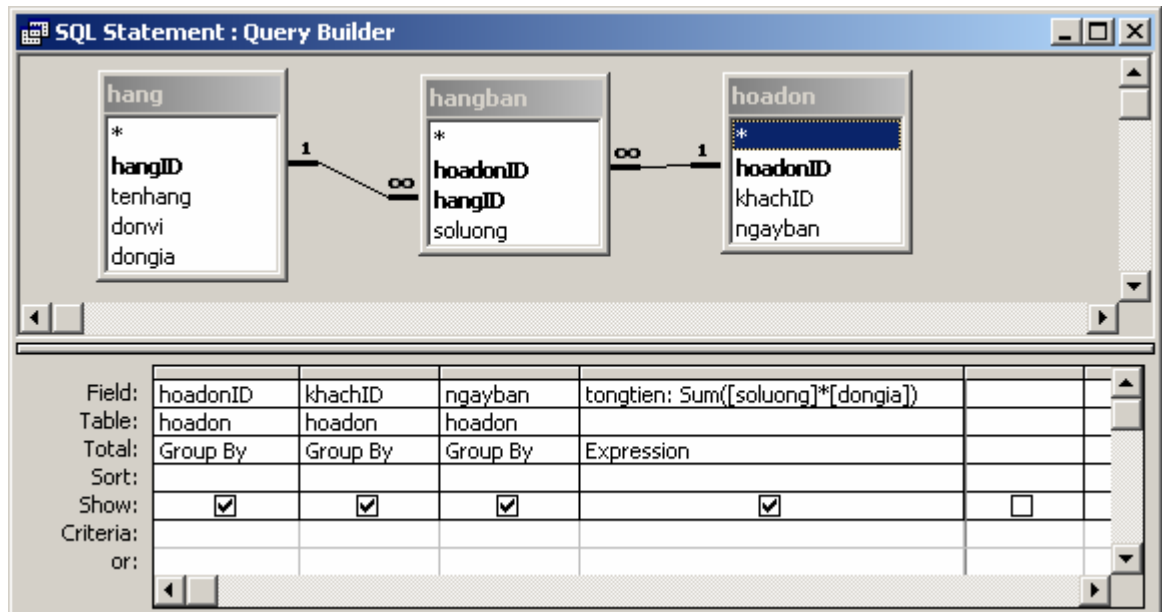 SQL Statement : Query Builder
hang
*
hangID
tenhang
donvi
dongia
1
∞
hangban
*
hoadonID
hangID
soluong
∞
1
hoadon
*
hoadonID
khachID
ngayban
Field: hoadonID khachID ngayban tongtien: Sum([soluong]*[dongia])
Table: hoadon hoadon hoadon
Total: Group By Group By Group By Expression
Sort:
Show:
Criteria:
or: